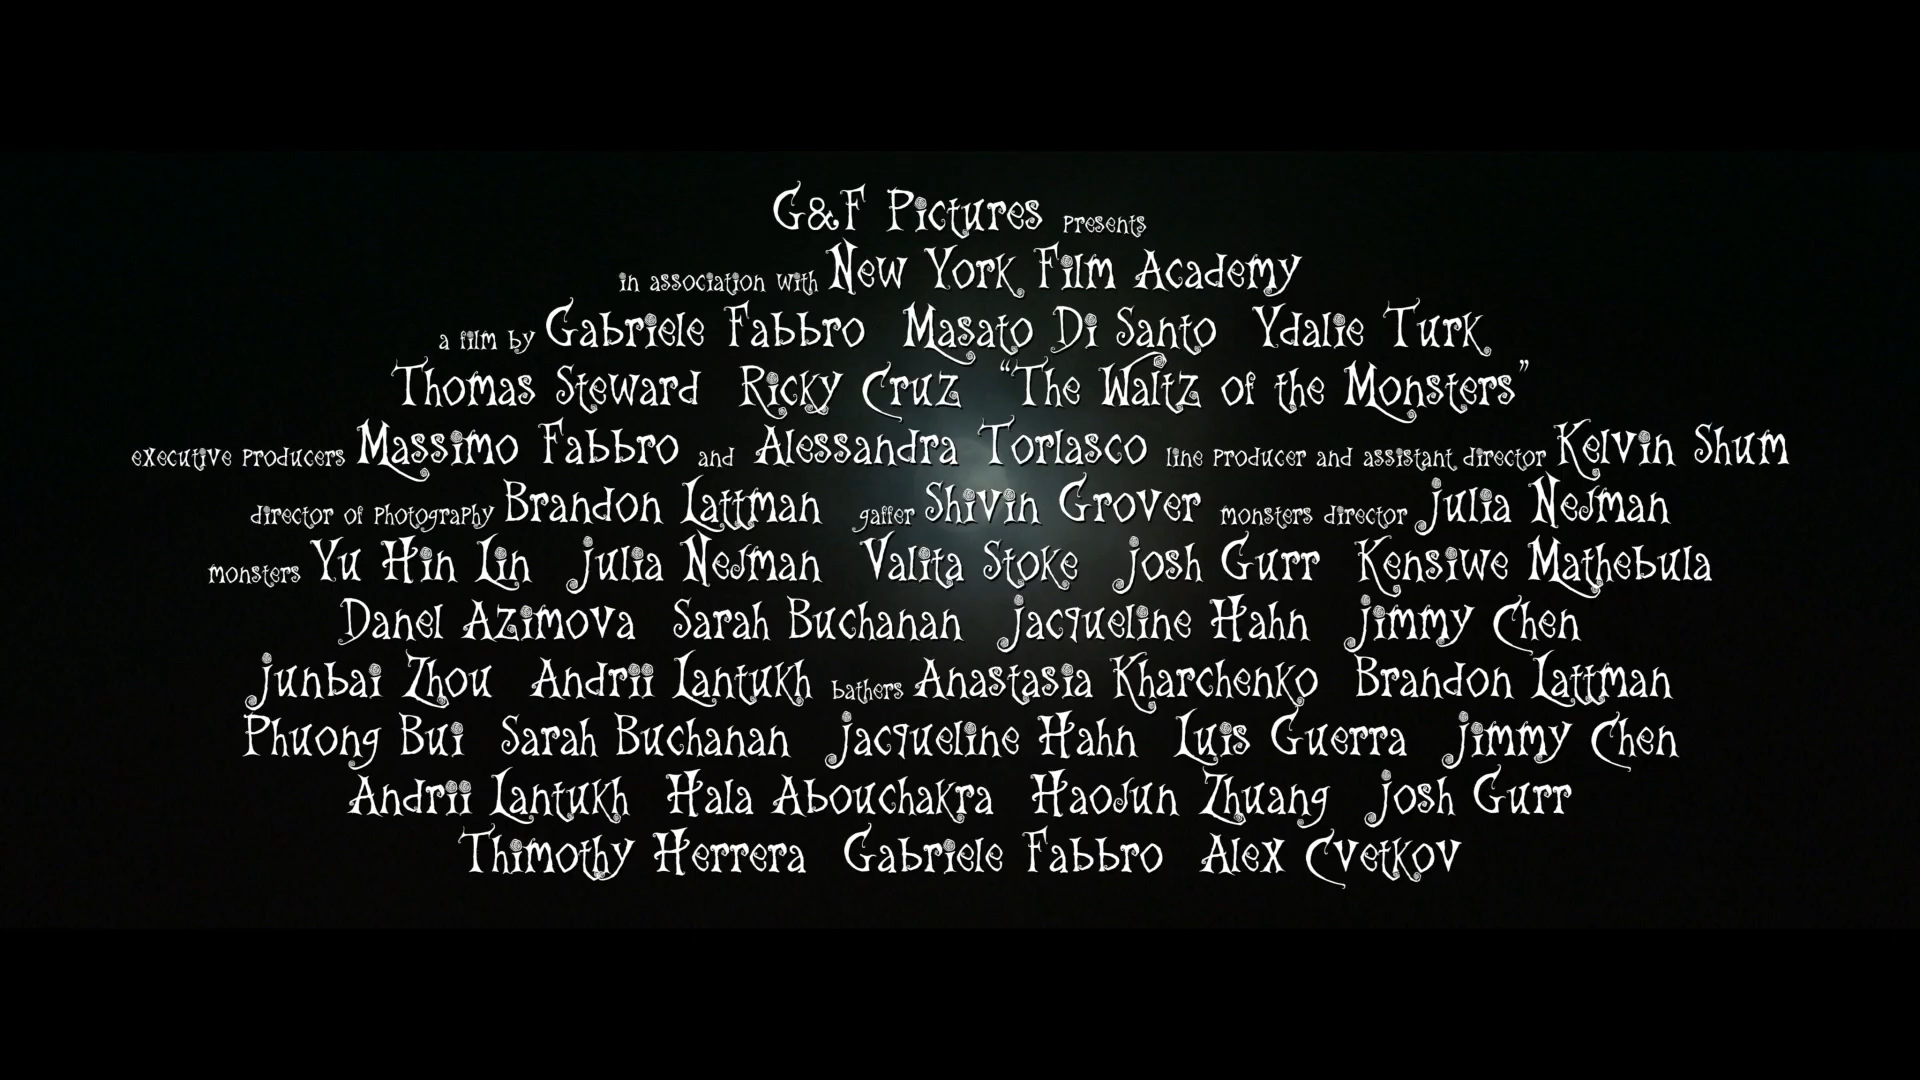 G&F Pictures presents
in association with New York Film Academy
a film by Gabriele Fabbro Masato Di Santo Ydalie Turk
Thomas Steward Ricky Cruz “The Waltz of the Monsters”
executive producers Massimo Fabbro and Alessandra Torlasco line producer and assistant director Kelvin Shum
director of photography Brandon Lattman gaffer Shivin Grover monsters director Julia Nejman
monsters Yu Hin Lin Julia Nejman Valita Stoke Josh Gurr Kensiwe Mathebula
Danel Azimova Sarah Buchanan Jacqueline Hahn Jimmy Chen
Junbai Zhou Andrii Lantukh bathers Anastasia Kharchenko Brandon Lattman
Phuong Bui Sarah Buchanan Jacqueline Hahn Luis Guerra Jimmy Chen
Andrii Lantukh Hala Abouchakra Haojun Zhuang Josh Gurr
Thimothy Herrera Gabriele Fabbro Alex Cvetkov